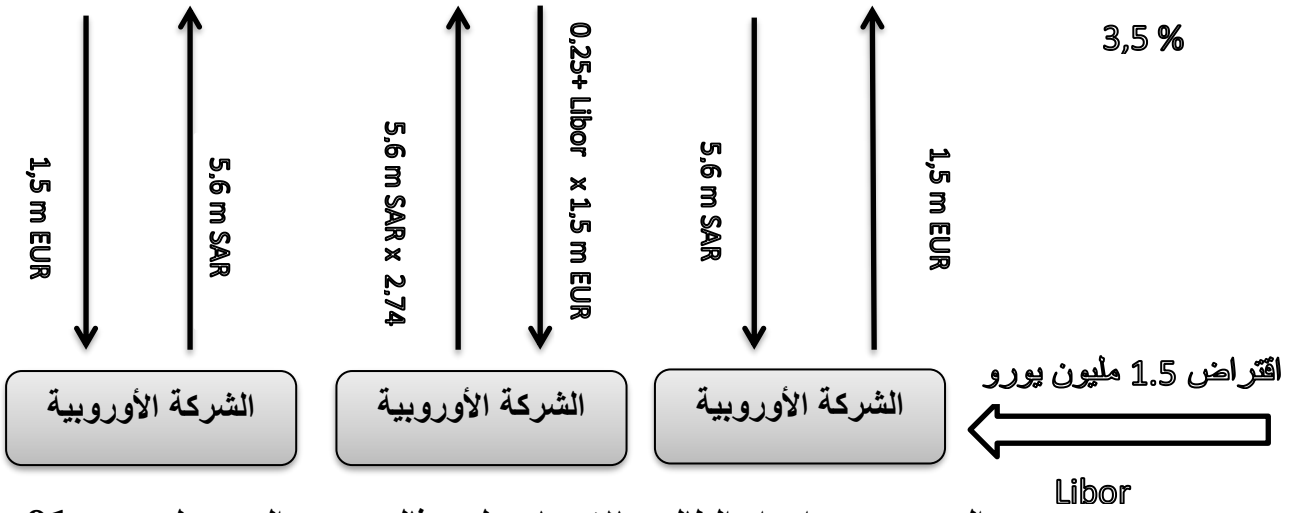 3,5 %
1,5 m EUR
5,6 m SAR
0,25+ Libor x 1,5 m EUR
5,6 m SAR x 2,74
5,6 m SAR
1,5 m EUR
اقتراض 1.5 مليون يورو
Libor
الشركة الأوروبية
الشركة الأوروبية
الشركة الأوروبية